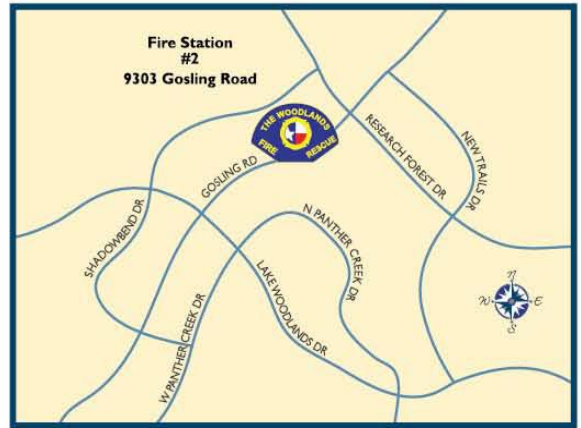 Fire Station
#2
9303 Gosling Road
THE WOODLANDS
FIRE RESCUE
GOSLING RD
RESEARCH FOREST DR
NEW TRAILS DR
SHADOWBEND DR
N PANTHER CREEK DR
LAKE WOODLANDS DR
W PANTHER CREEK DR
N
W E
S